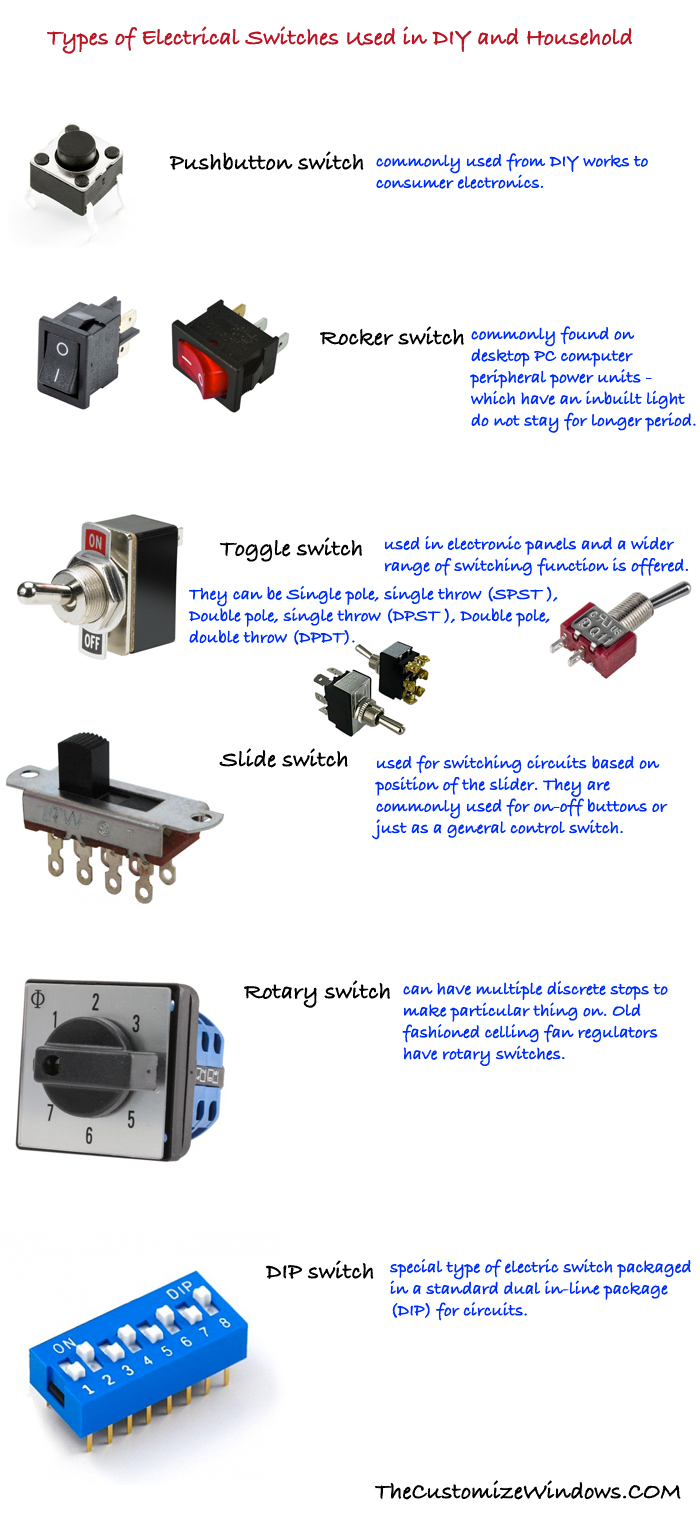 Types of Electrical Switches Used in DIY and Household
Pushbutton switch
commonly used from DIY works to
consumer electronics.
O
I
Rocker switch
commonly found on
desktop PC computer
peripheral power units -
which have an inbuilt light
do not stay for longer period.
ON
OFF
Toggle switch
used in electronic panels and a wider
range of switching function is offered.
They can be Single pole, single throw (SPST ),
Double pole, single throw (DPST ), Double pole,
double throw (DPDT).
Slide switch
used for switching circuits based on
position of the slider. They are
commonly used for on-off buttons or
just as a general control switch.
Φ
1
2
3
5
6
7
Rotary switch
can have multiple discrete stops to
make particular thing on. Old
fashioned celling fan regulators
have rotary switches.
DIP switch
special type of electric switch packaged
in a standard dual in-line package
(DIP) for circuits.
ON DIP
1 2 3 4 5 6 7 8
TheCustomizeWindows.COM